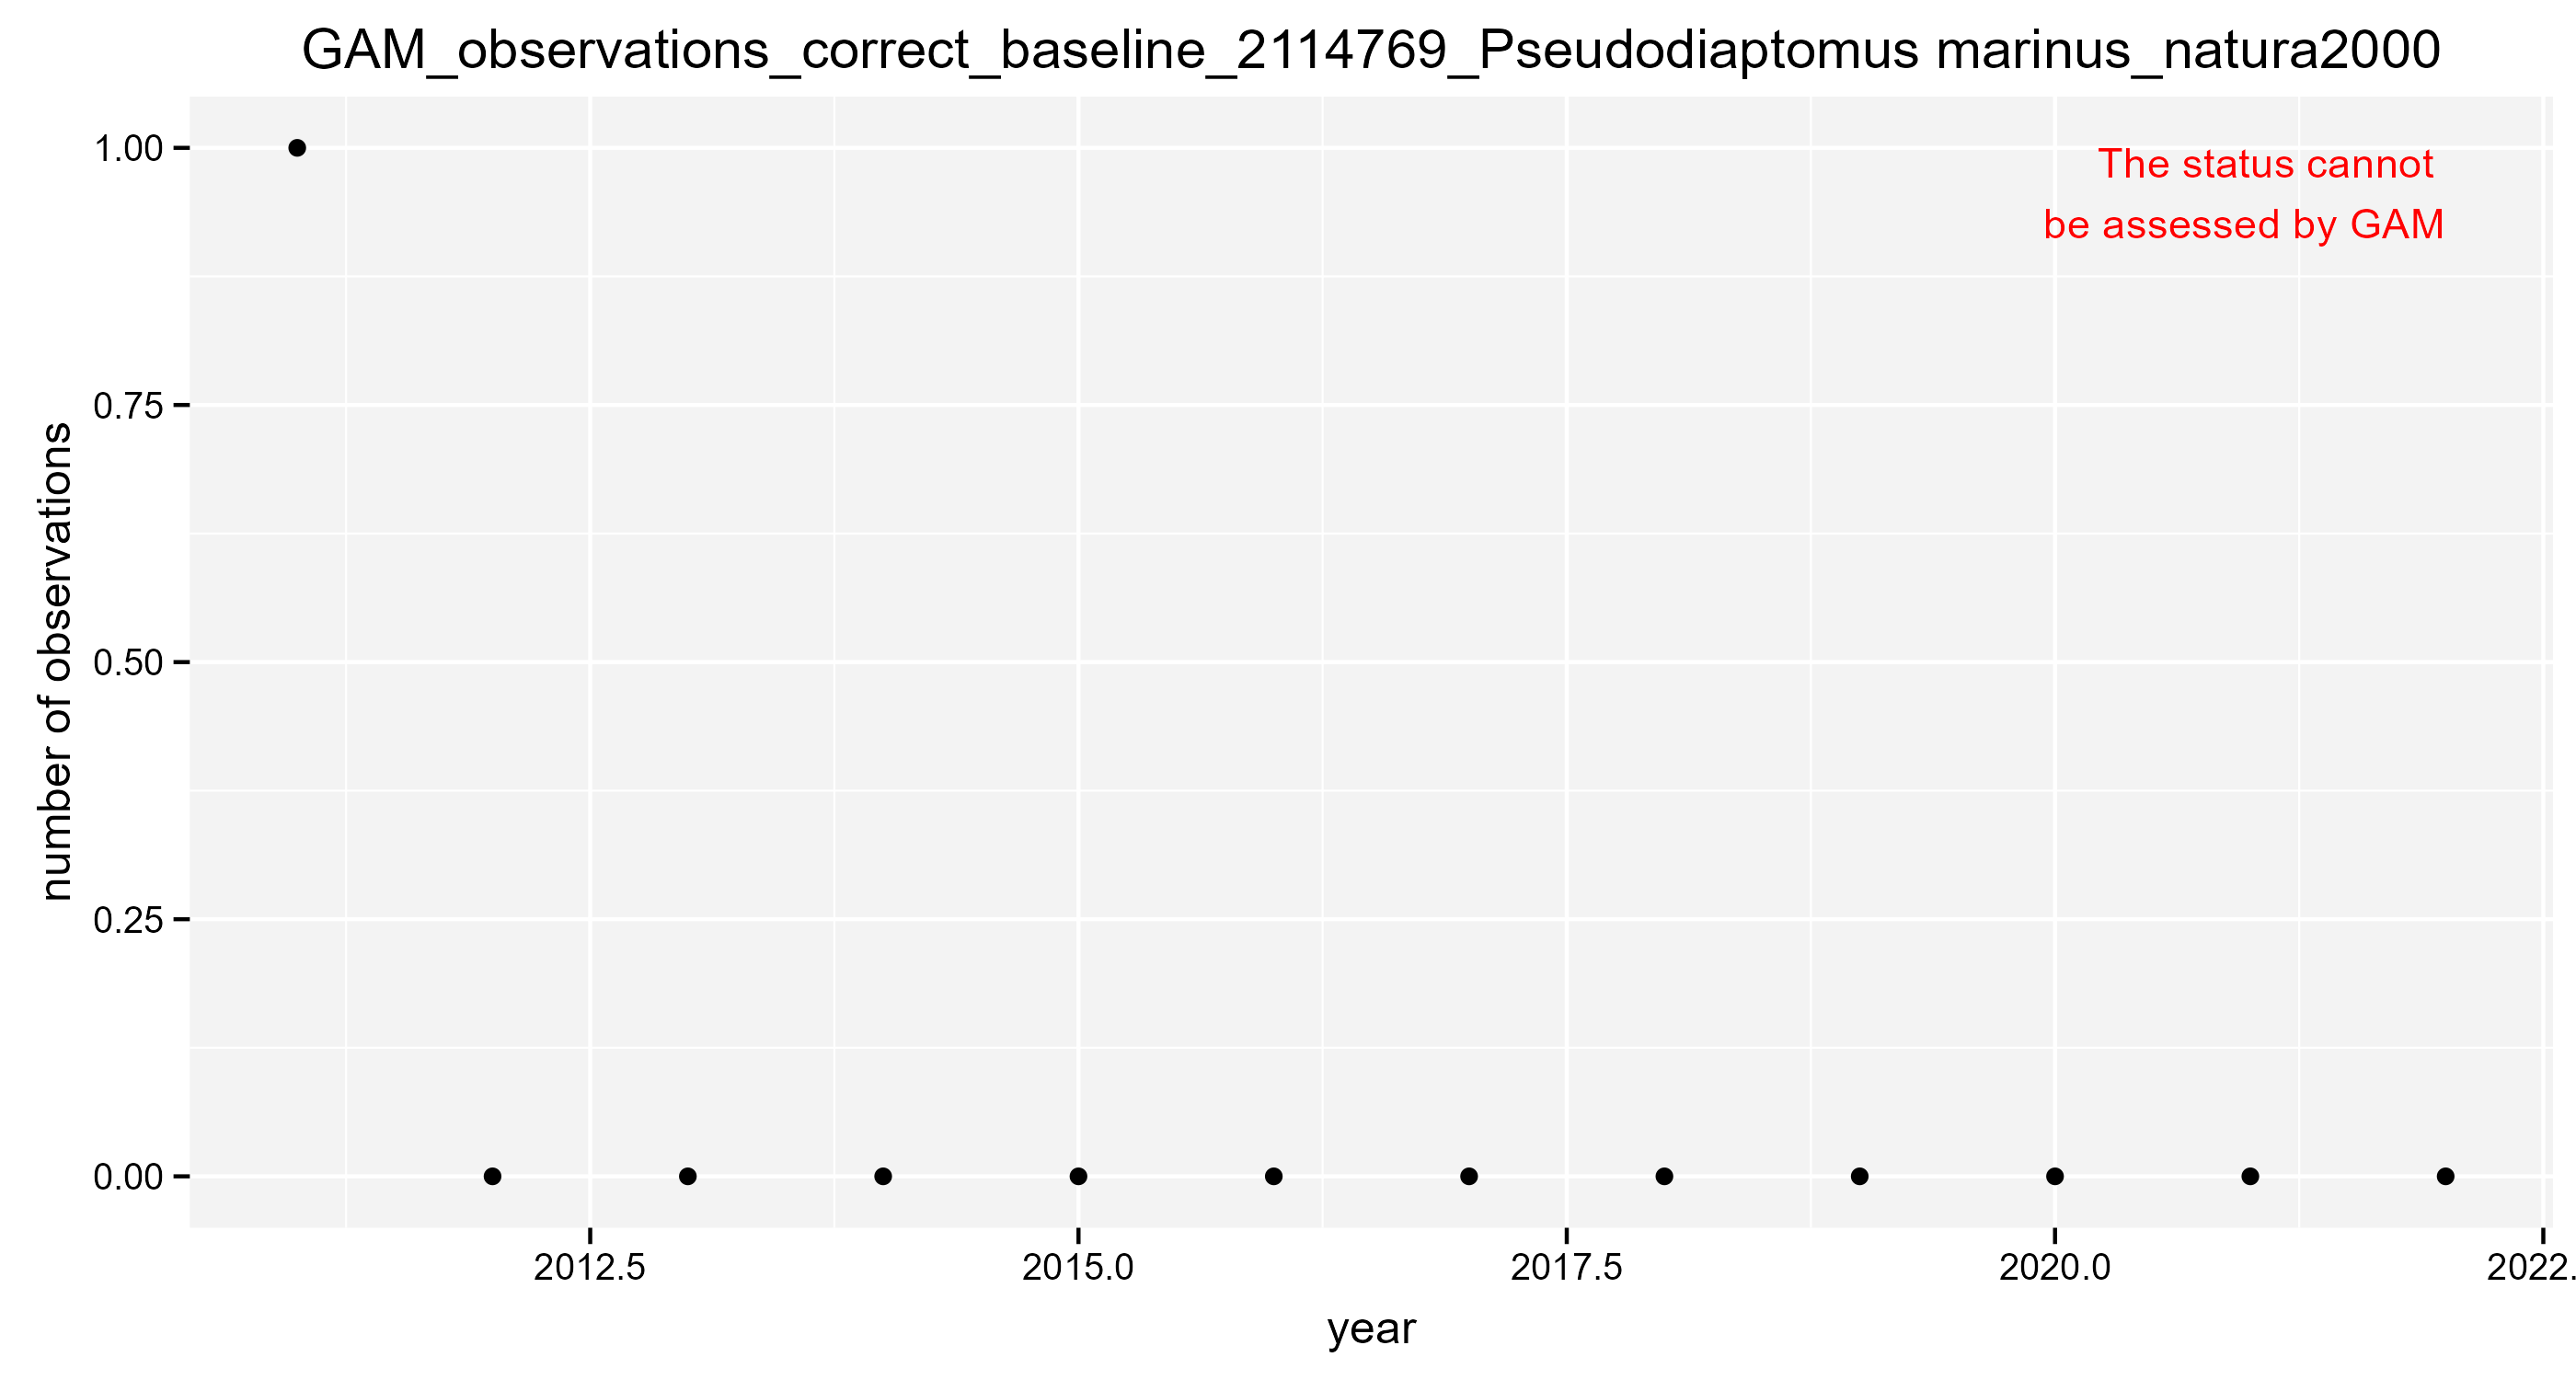 GAM_observations_correct_baseline_2114769_Pseudodiaptomus marinus_natura2000
The status cannot
be assessed by GAM
number of observations
1.00
0.75
0.50
0.25
0.00
2012.5
2015.0
2017.5
2020.0
2022.
year